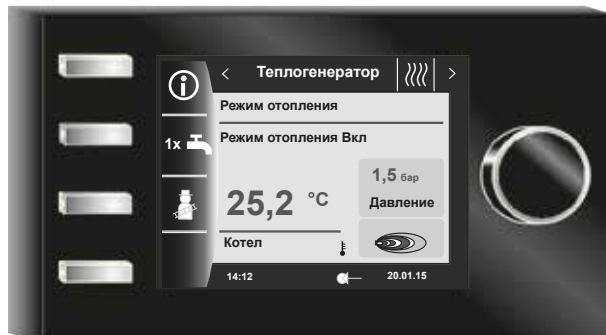 < Теплогенератор >
Режим отопления
1x
Режим отопления Вкл
1,5 бар
25,2 °C
Давление
Котел
14:12
20.01.15